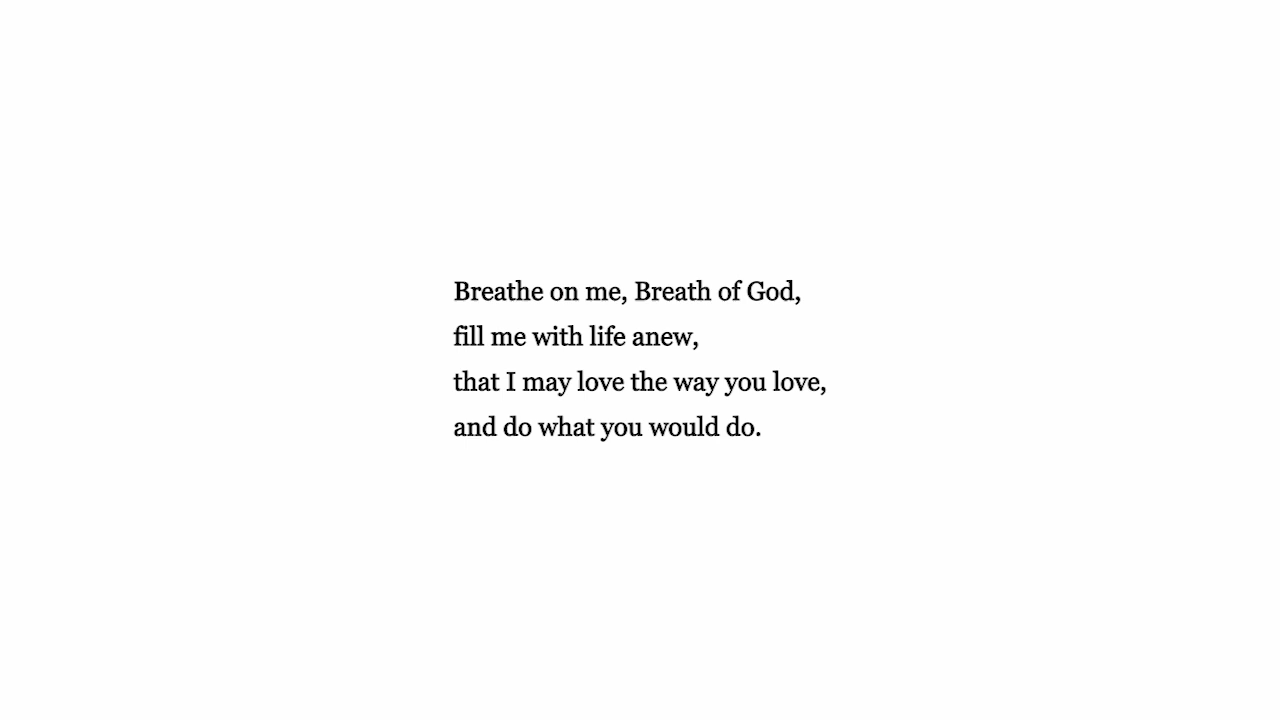 Breathe on me, Breath of God,
fill me with life anew,
that I may love the way you love,
and do what you would do.